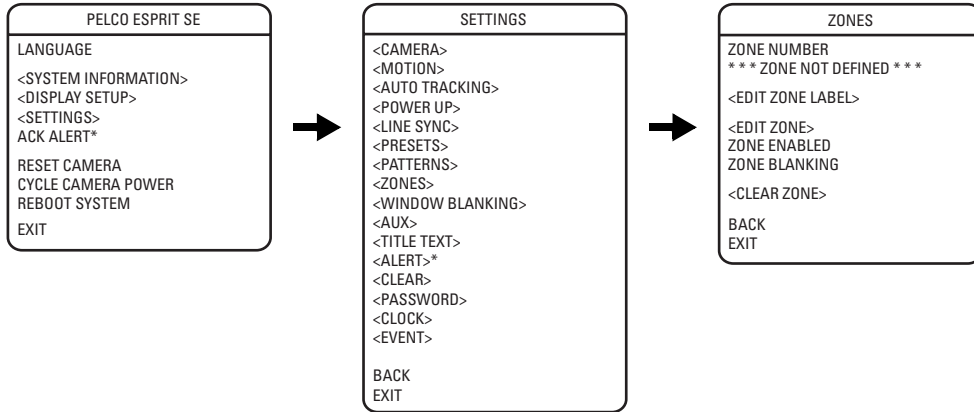 PELCO ESPRIT SE
LANGUAGE
<SYSTEM INFORMATION>
<DISPLAY SETUP>
<SETTINGS>
ACK ALERT*
RESET CAMERA
CYCLE CAMERA POWER
REBOOT SYSTEM
EXIT
SETTINGS
<CAMERA>
<MOTION>
<AUTO TRACKING>
<POWER UP>
<LINE SYNC>
<PRESETS>
<PATTERNS>
<ZONES>
<WINDOW BLANKING>
<AUX>
<TITLE TEXT>
<ALERT>*
<CLEAR>
<PASSWORD>
<CLOCK>
<EVENT>
BACK
EXIT
ZONES
ZONE NUMBER
* * * ZONE NOT DEFINED * * *
<EDIT ZONE LABEL>
<EDIT ZONE>
ZONE ENABLED
ZONE BLANKING
<CLEAR ZONE>
BACK
EXIT